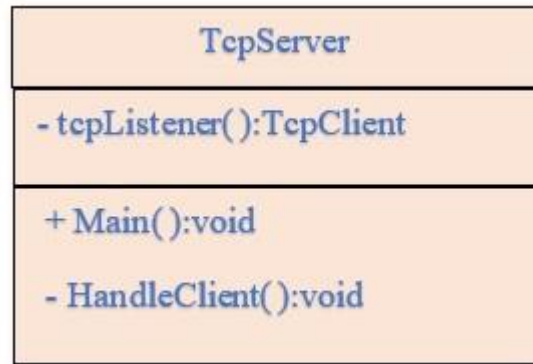 TcpServer
- tcpListener():TcpClient
+ Main():void
- HandleClient():void